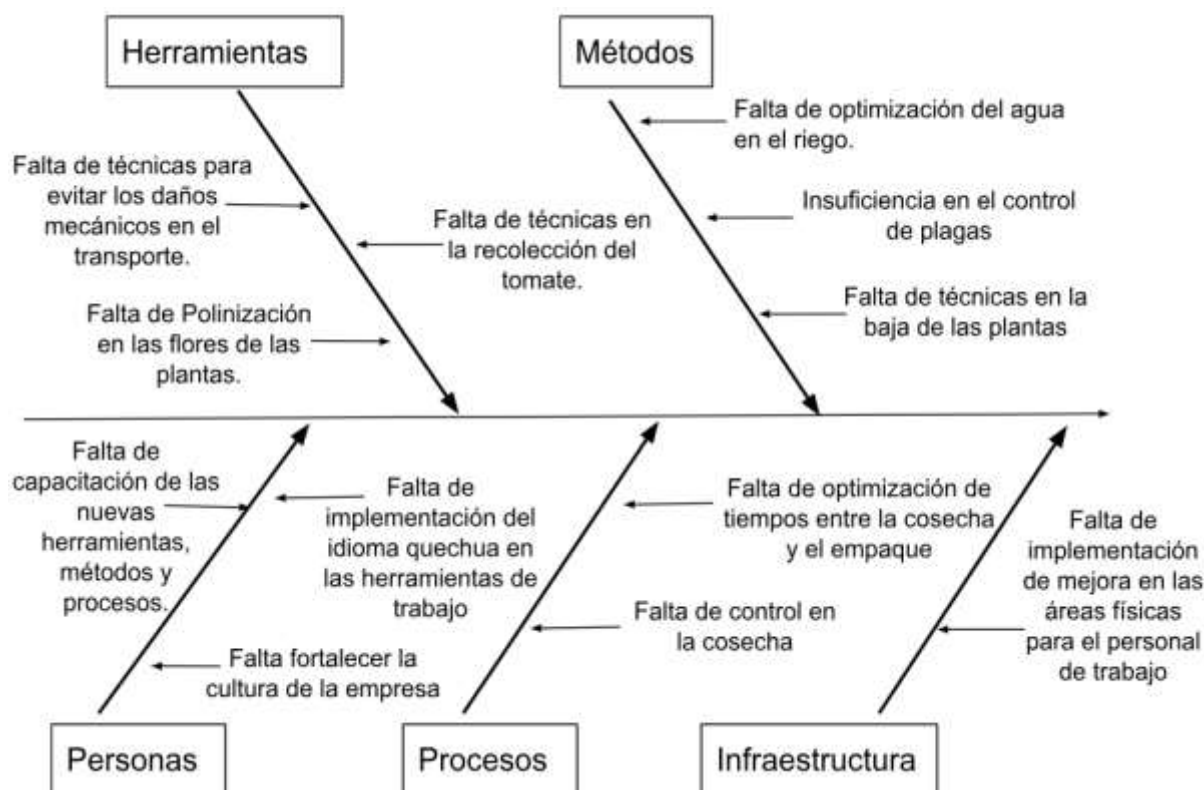 Herramientas
Métodos
Falta de técnicas para
evitar los daños
mecánicos en el
transporte.
Falta de técnicas en
la recolección del
tomate.
Falta de Polinización
en las flores de las
plantas.
Falta de optimización del agua
en el riego.
Insuficiencia en el control
de plagas
Falta de técnicas en la
baja de las plantas
Falta de
capacitación de las
nuevas
herramientas,
métodos y
procesos.
Falta de
implementación del
idioma quechua en
las herramientas de
trabajo
Falta fortalecer la
cultura de la empresa
Falta de optimización de
tiempos entre la cosecha
y el empaque
Falta de control en
la cosecha
Falta de
implementación
de mejora en las
áreas físicas
para el personal
de trabajo
Personas
Procesos
Infraestructura